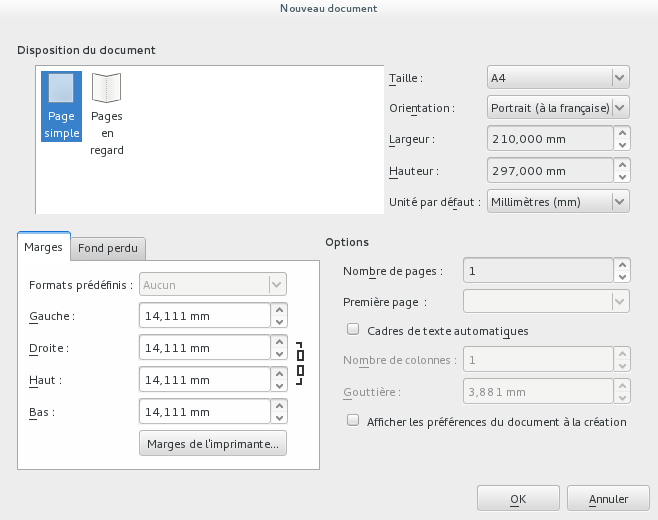 Nouveau document
Disposition du document
Page
simple
Pages
en
regard
Taille :
A4
Orientation :
Portrait (à la française)
Largeur :
210,000 mm
Hauteur :
297,000 mm
Unité par défaut :
Millimètres (mm)
Marges
Fond perdu
Formats prédéfinis :
Aucun
Gauche :
14,111 mm
Droite :
14,111 mm
Haut :
14,111 mm
Bas :
14,111 mm
Marges de l'imprimante...
Options
Nombre de pages :
1
Première page :
Cadres de texte automatiques
Nombre de colonnes :
1
Gouttière :
3,881 mm
Afficher les préférences du document à la création
OK
Annuler